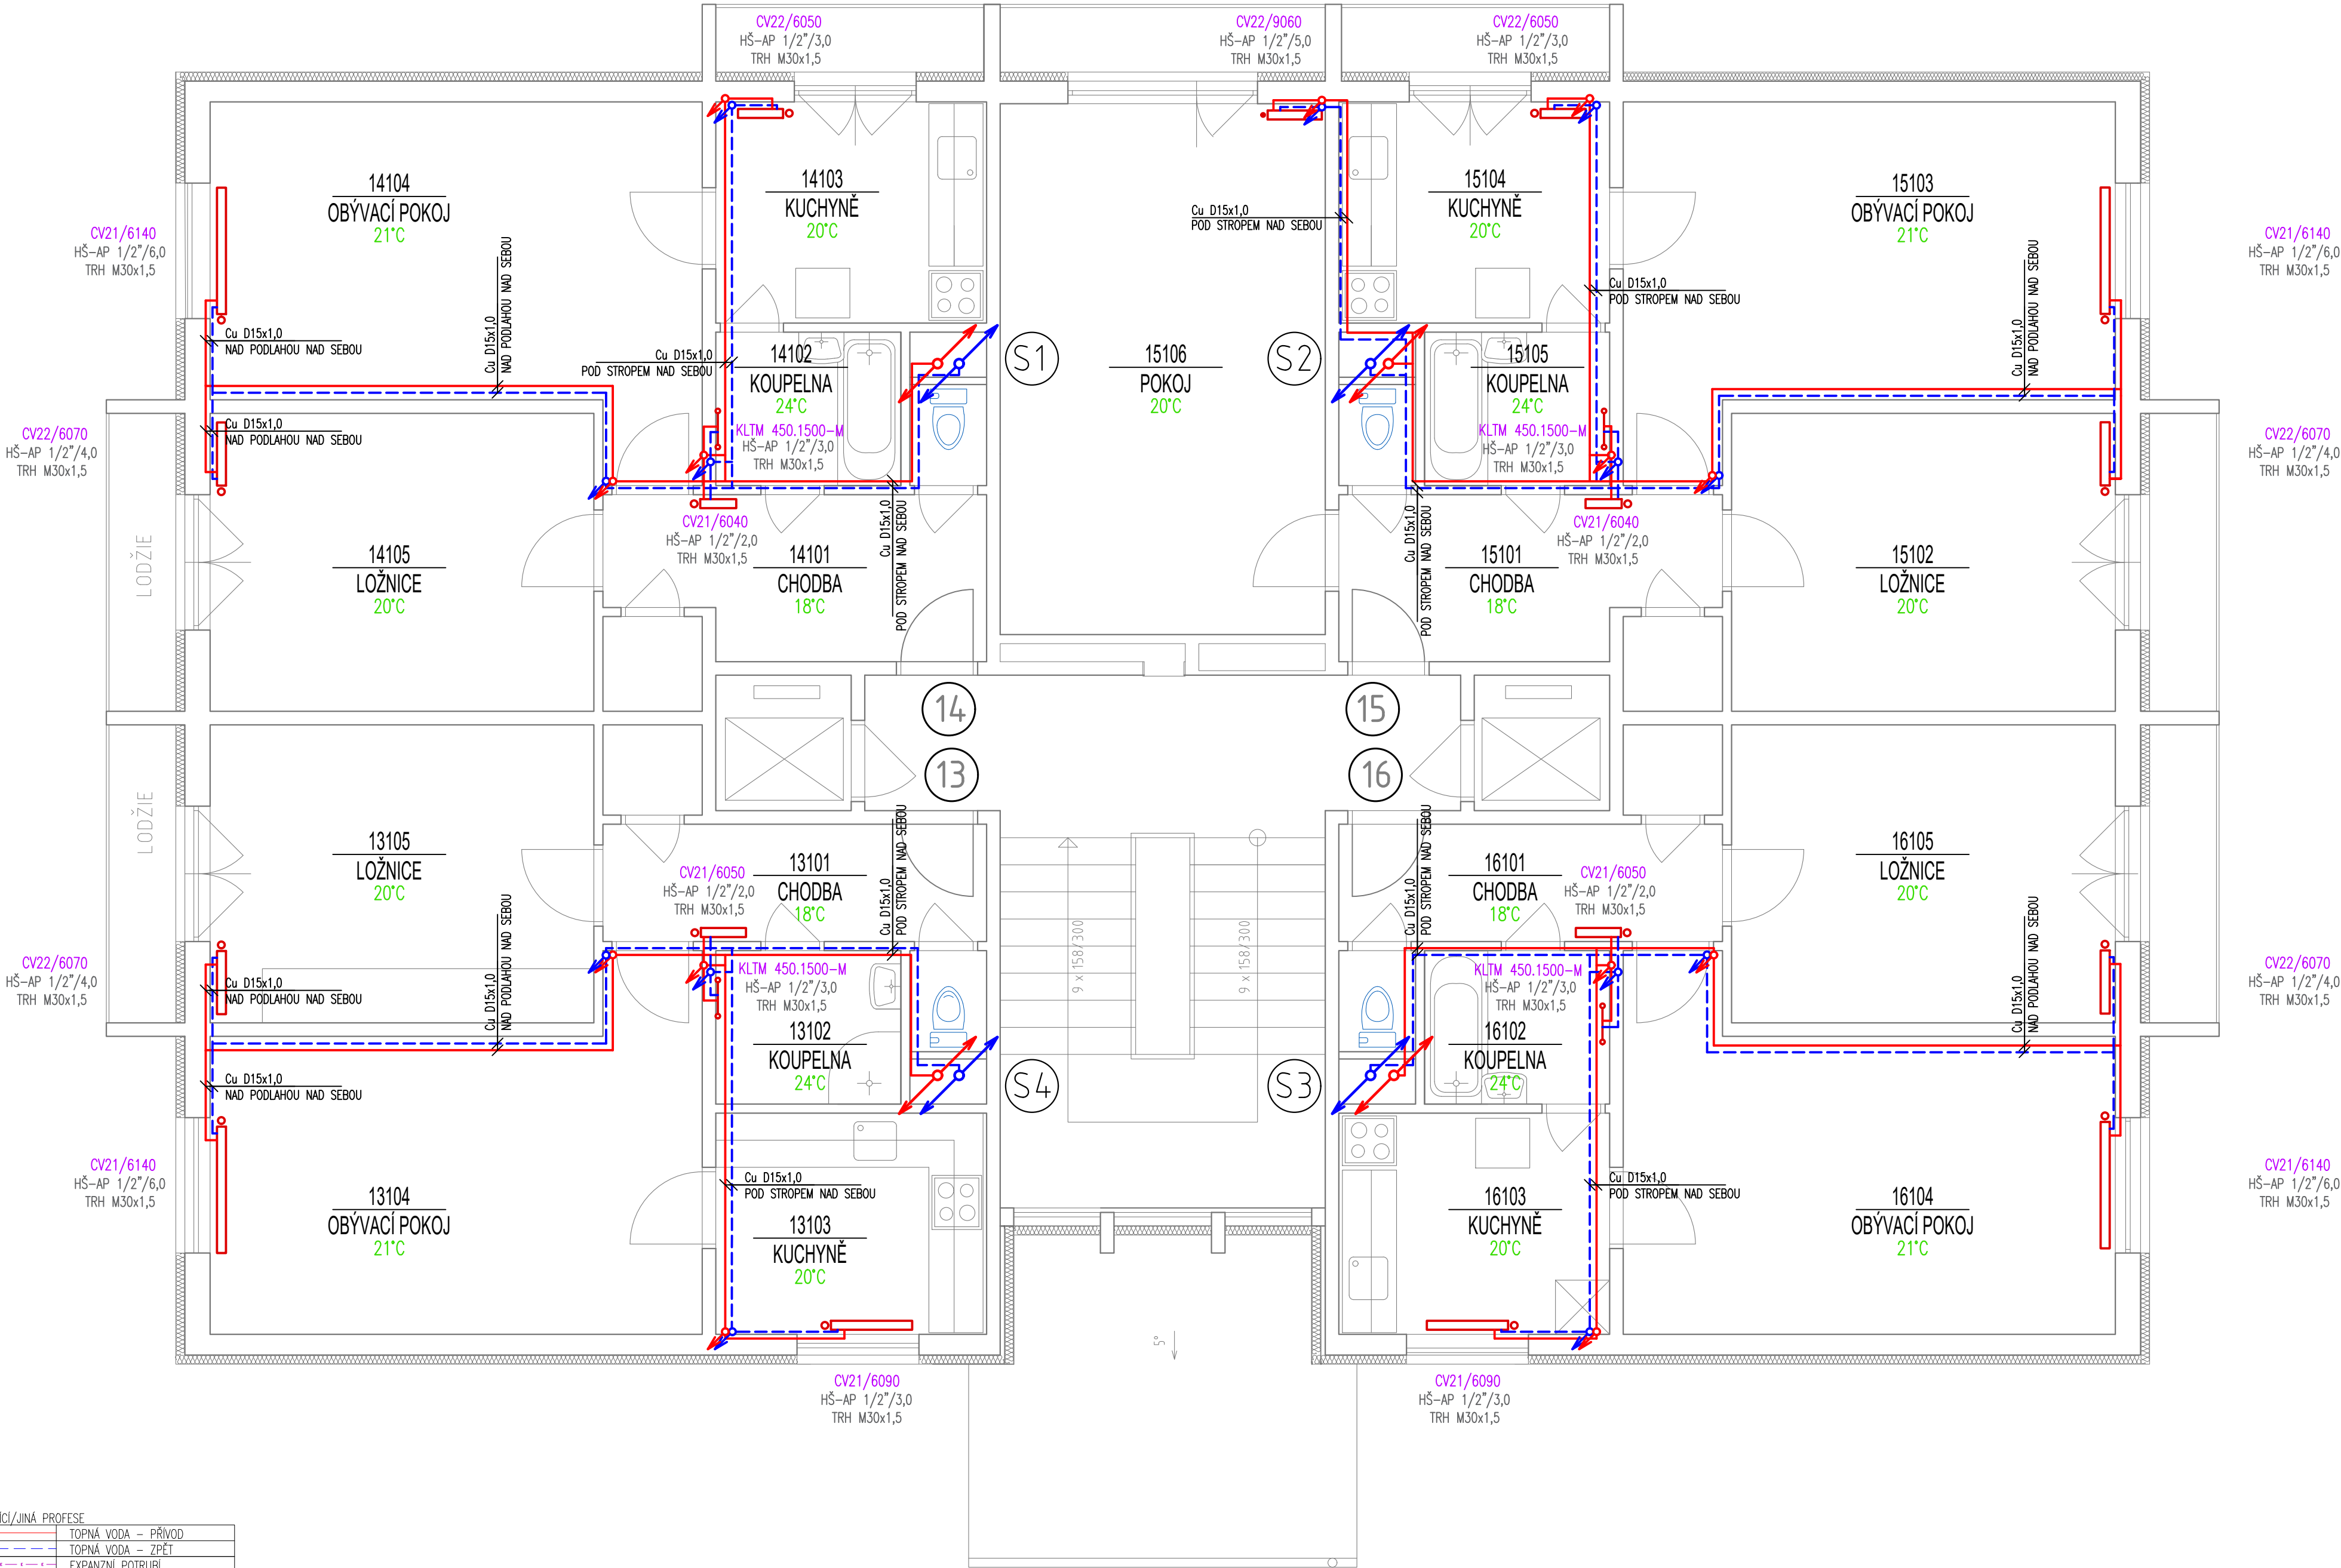 CV22/6050
HŠ-AP 1/2"/3,0
TRH M30x1,5
CV22/9060
HŠ-AP 1/2"/5,0
TRH M30x1,5
CV22/6050
HŠ-AP 1/2"/3,0
TRH M30x1,5
14104
OBÝVACÍ POKOJ
21°C
14103
KUCHYNĚ
20°C
15104
KUCHYNĚ
20°C
15103
OBÝVACÍ POKOJ
21°C
CV21/6140
HŠ-AP 1/2"/6,0
TRH M30x1,5
CV21/6140
HŠ-AP 1/2"/6,0
TRH M30x1,5
Cu D15x1,0
POD STROPEM NAD SEBOU
Cu D15x1,0
POD STROPEM NAD SEBOU
Cu D15x1,0
NAD PODLAHOU NAD SEBOU
Cu D15x1,0
NAD PODLAHOU NAD SEBOU
Cu D15x1,0
NAD PODLAHOU NAD SEBOU
Cu D15x1,0
POD STROPEM NAD SEBOU
14102
KOUPELNA
24°C
S1
15106
POKOJ
20°C
S2
15105
KOUPELNA
24°C
CV22/6070
HŠ-AP 1/2"/4,0
TRH M30x1,5
Cu D15x1,0
NAD PODLAHOU NAD SEBOU
KLTM 450.1500-M
HŠ-AP 1/2"/3,0
TRH M30x1,5
KLTM 450.1500-M
HŠ-AP 1/2"/3,0
TRH M30x1,5
CV22/6070
HŠ-AP 1/2"/4,0
TRH M30x1,5
CV21/6040
HŠ-AP 1/2"/2,0
TRH M30x1,5
CV21/6040
HŠ-AP 1/2"/2,0
TRH M30x1,5
Cu D15x1,0
POD STROPEM NAD SEBOU
Cu D15x1,0
POD STROPEM NAD SEBOU
LODŽIE
14105
LOŽNICE
20°C
14101
CHODBA
18°C
15101
CHODBA
18°C
15102
LOŽNICE
20°C
14
15
13
16
LODŽIE
13105
LOŽNICE
20°C
CV21/6050
HŠ-AP 1/2"/2,0
TRH M30x1,5
13101
CHODBA
18°C
Cu D15x1,0
POD STROPEM NAD SEBOU
Cu D15x1,0
POD STROPEM NAD SEBOU
16101
CHODBA
18°C
CV21/6050
HŠ-AP 1/2"/2,0
TRH M30x1,5
16105
LOŽNICE
20°C
9 x 158/300
9 x 158/300
CV22/6070
HŠ-AP 1/2"/4,0
TRH M30x1,5
Cu D15x1,0
NAD PODLAHOU NAD SEBOU
Cu D15x1,0
NAD PODLAHOU NAD SEBOU
KLTM 450.1500-M
HŠ-AP 1/2"/3,0
TRH M30x1,5
KLTM 450.1500-M
HŠ-AP 1/2"/3,0
TRH M30x1,5
Cu D15x1,0
NAD PODLAHOU NAD SEBOU
CV22/6070
HŠ-AP 1/2"/4,0
TRH M30x1,5
13102
KOUPELNA
24°C
16102
KOUPELNA
24°C
S4
S3
Cu D15x1,0
NAD PODLAHOU NAD SEBOU
CV21/6140
HŠ-AP 1/2"/6,0
TRH M30x1,5
13104
OBÝVACÍ POKOJ
21°C
Cu D15x1,0
POD STROPEM NAD SEBOU
13103
KUCHYNĚ
20°C
16103
KUCHYNĚ
20°C
Cu D15x1,0
POD STROPEM NAD SEBOU
16104
OBÝVACÍ POKOJ
21°C
CV21/6140
HŠ-AP 1/2"/6,0
TRH M30x1,5
5°
CV21/6090
HŠ-AP 1/2"/3,0
TRH M30x1,5
CV21/6090
HŠ-AP 1/2"/3,0
TRH M30x1,5
/JINÁ PROFESE
TOPNÁ VODA - PŘÍVOD
TOPNÁ VODA - ZPĚT
EXPANZNÍ POTRUBÍ